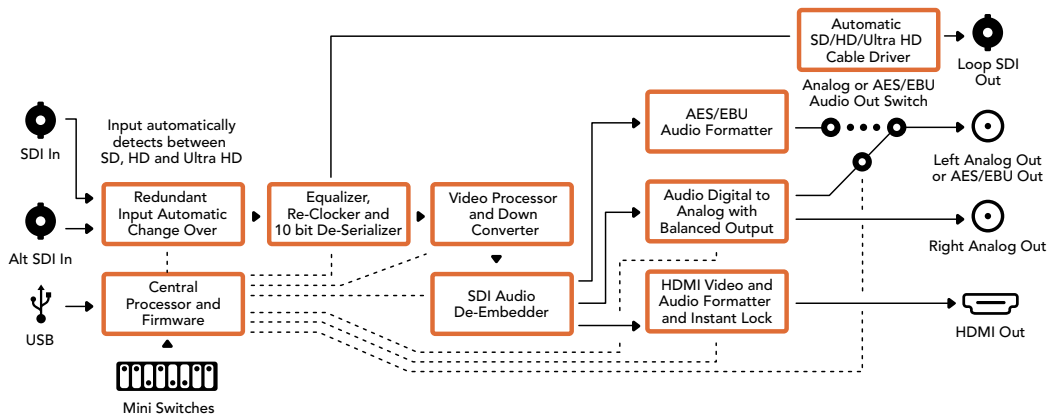 Automatic
SD/HD/Ultra HD
Cable Driver
Loop SDI
Out
Analog or AES/EBU
Audio Out Switch
SDI In
Input automatically
detects between
SD, HD and Ultra HD
AES/EBU
Audio Formatter
Left Analog Out
or AES/EBU Out
Alt SDI In
Redundant
Input Automatic
Change Over
Equalizer,
Re-Clocker and
10 bit De-Serializer
Video Processor
and Down
Converter
Audio Digital to
Analog with
Balanced Output
Right Analog Out
USB
Central
Processor and
Firmware
SDI Audio
De-Embedder
HDMI Video and
Audio Formatter
and Instant Lock
HDMI Out
Mini Switches